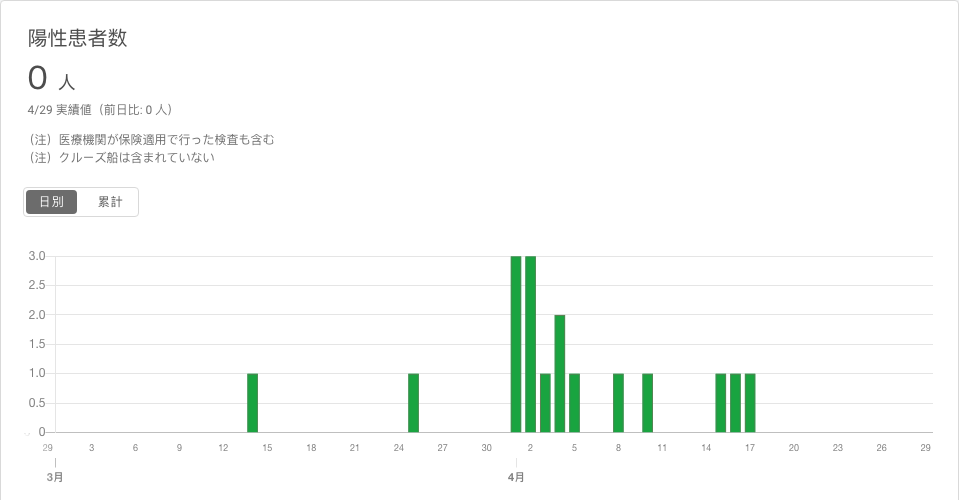 陽性患者数
0 人
4/29 実績値（前日比: 0 人）
（注）医療機関が保険適用で行った検査も含む
（注）クルーズ船は含まれていない
日別 累計
3.0
2.5
2.0
1.5
1.0
0.5
0
29 3 6 9 12 15 18 21 24 27 30 2 5 8 11 14 17 20 23 26 29
3月 4月